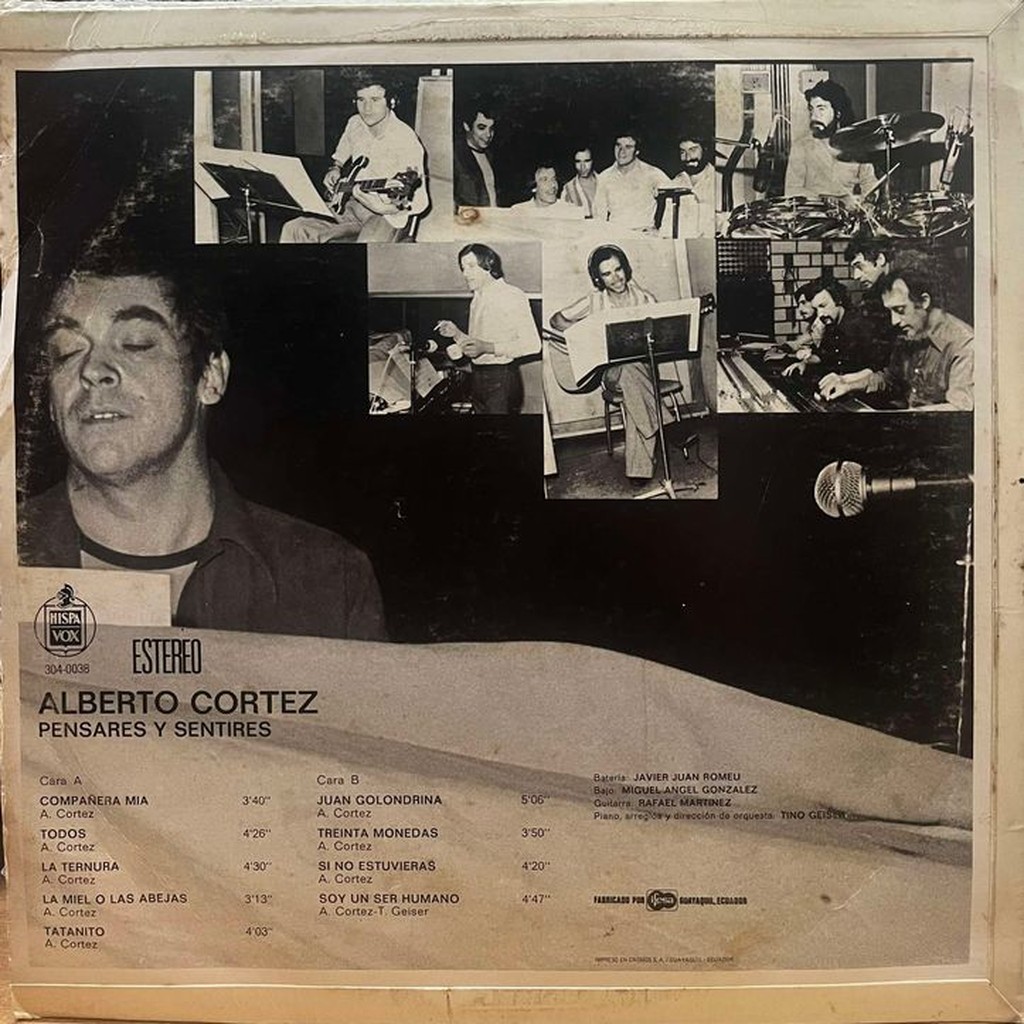 HISPA
VOX
304-0038
ESTEREO
ALBERTO CORTEZ
PENSARES Y SENTIRES
Cara A
COMPAÑERA MIA 3'40''
A. Cortez
TODOS 4'26''
A. Cortez
LA TERNURA 4'30''
A. Cortez
LA MIEL O LAS ABEJAS 3'13''
A. Cortez
TATANITO 4'03''
A. Cortez
Cara B
JUAN GOLONDRINA 5'06''
A. Cortez
TREINTA MONEDAS 3'50''
A. Cortez
SI NO ESTUVIERAS 4'20''
A. Cortez
SOY UN SER HUMANO 4'47''
A. Cortez-T. Geiser
Batería: JAVIER JUAN ROMEU
Bajo: MIGUEL ANGEL GONZALEZ
Guitarra: RAFAEL MARTINEZ
Piano, arreglos y dirección de orquesta: TINO GEISER
FABRICADO POR GUAYAQUIL, ECUADOR